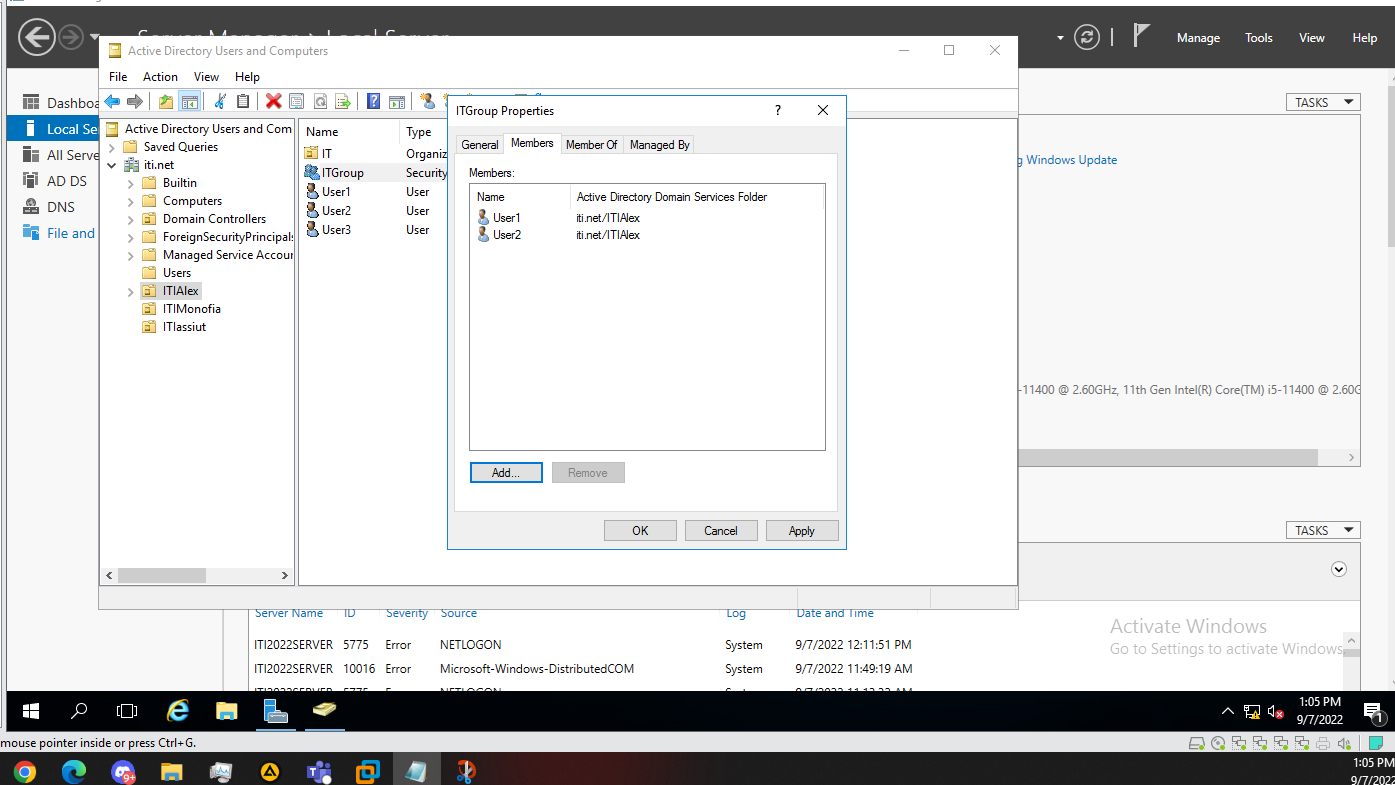 Server Manager › Local Server
Manage
Tools
View
Help
Active Directory Users and Computers
File
Action
View
Help
Dashboa
Local Se
All Serve
AD DS
DNS
File and
Active Directory Users and Com
Saved Queries
iti.net
Builtin
Computers
Domain Controllers
ForeignSecurityPrincipals
Managed Service Accour
Users
ITIAlex
ITIMonofia
ITIassiut
Name
Type
IT
Organiz
ITGroup
Security
User1
User
User2
User
User3
User
ITGroup Properties
?
General
Members
Member Of
Managed By
Members:
Name
Active Directory Domain Services Folder
User1
iti.net/ITIAlex
User2
iti.net/ITIAlex
Add...
Remove
OK
Cancel
Apply
TASKS
g Windows Update
-11400 @ 2.60GHz, 11th Gen Intel(R) Core(TM) i5-11400 @ 2.60G
TASKS
Server Name
ID
Severity
Source
Log
Date and Time
ITI2022SERVER 5775 Error NETLOGON System 9/7/2022 12:11:51 PM
ITI2022SERVER 10016 Error Microsoft-Windows-DistributedCOM System 9/7/2022 11:49:19 AM
Activate Windows
Go to Settings to activate Windows.
1:05 PM
9/7/2022
1
mouse pointer inside or press Ctrl+G.
9+
1:05 PM
9/7/2022